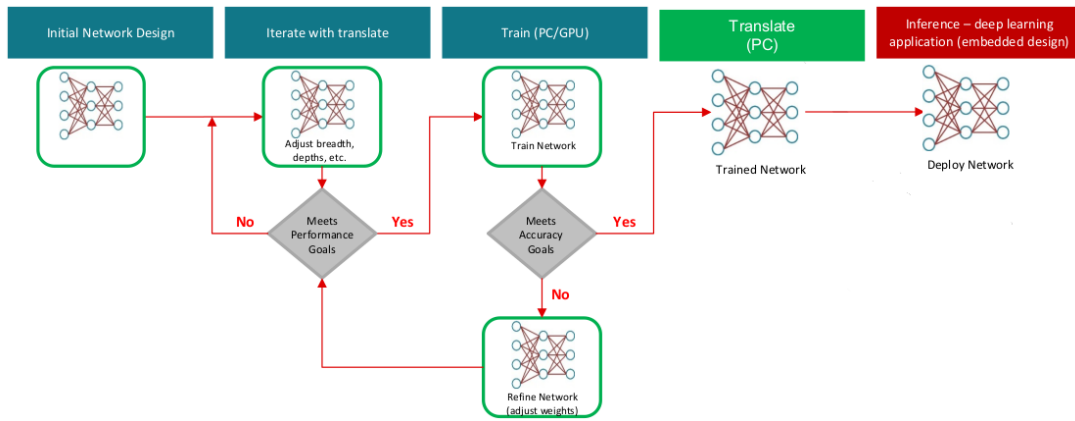 Initial Network Design
Iterate with translate
Train (PC/GPU)
Translate
(PC)
Inference – deep learning
application (embedded design)
Adjust breadth,
depths, etc.
Train Network
Trained Network
Deploy Network
No
Meets
Performance
Goals
Yes
Meets
Accuracy
Goals
Yes
No
Refine Network
(adjust weights)